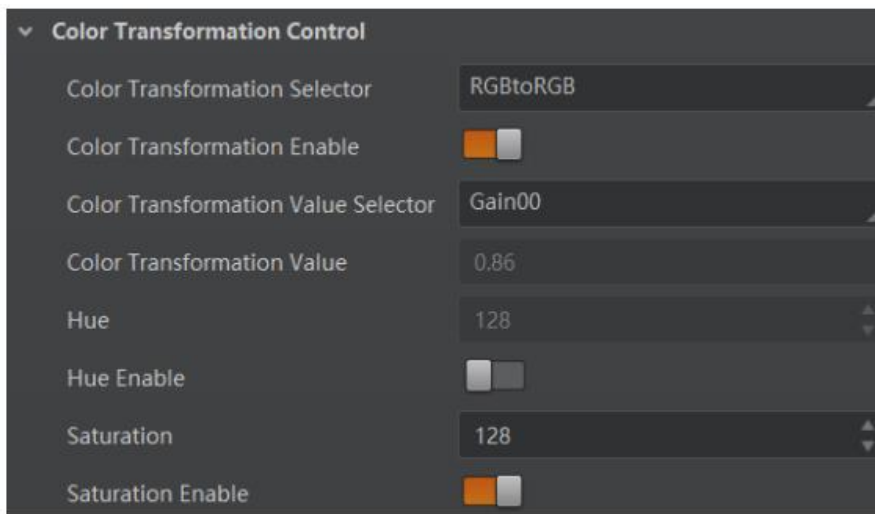 Color Transformation Control
Color Transformation Selector RGBtoRGB
Color Transformation Enable
Color Transformation Value Selector Gain00
Color Transformation Value 0.86
Hue 128
Hue Enable
Saturation 128
Saturation Enable